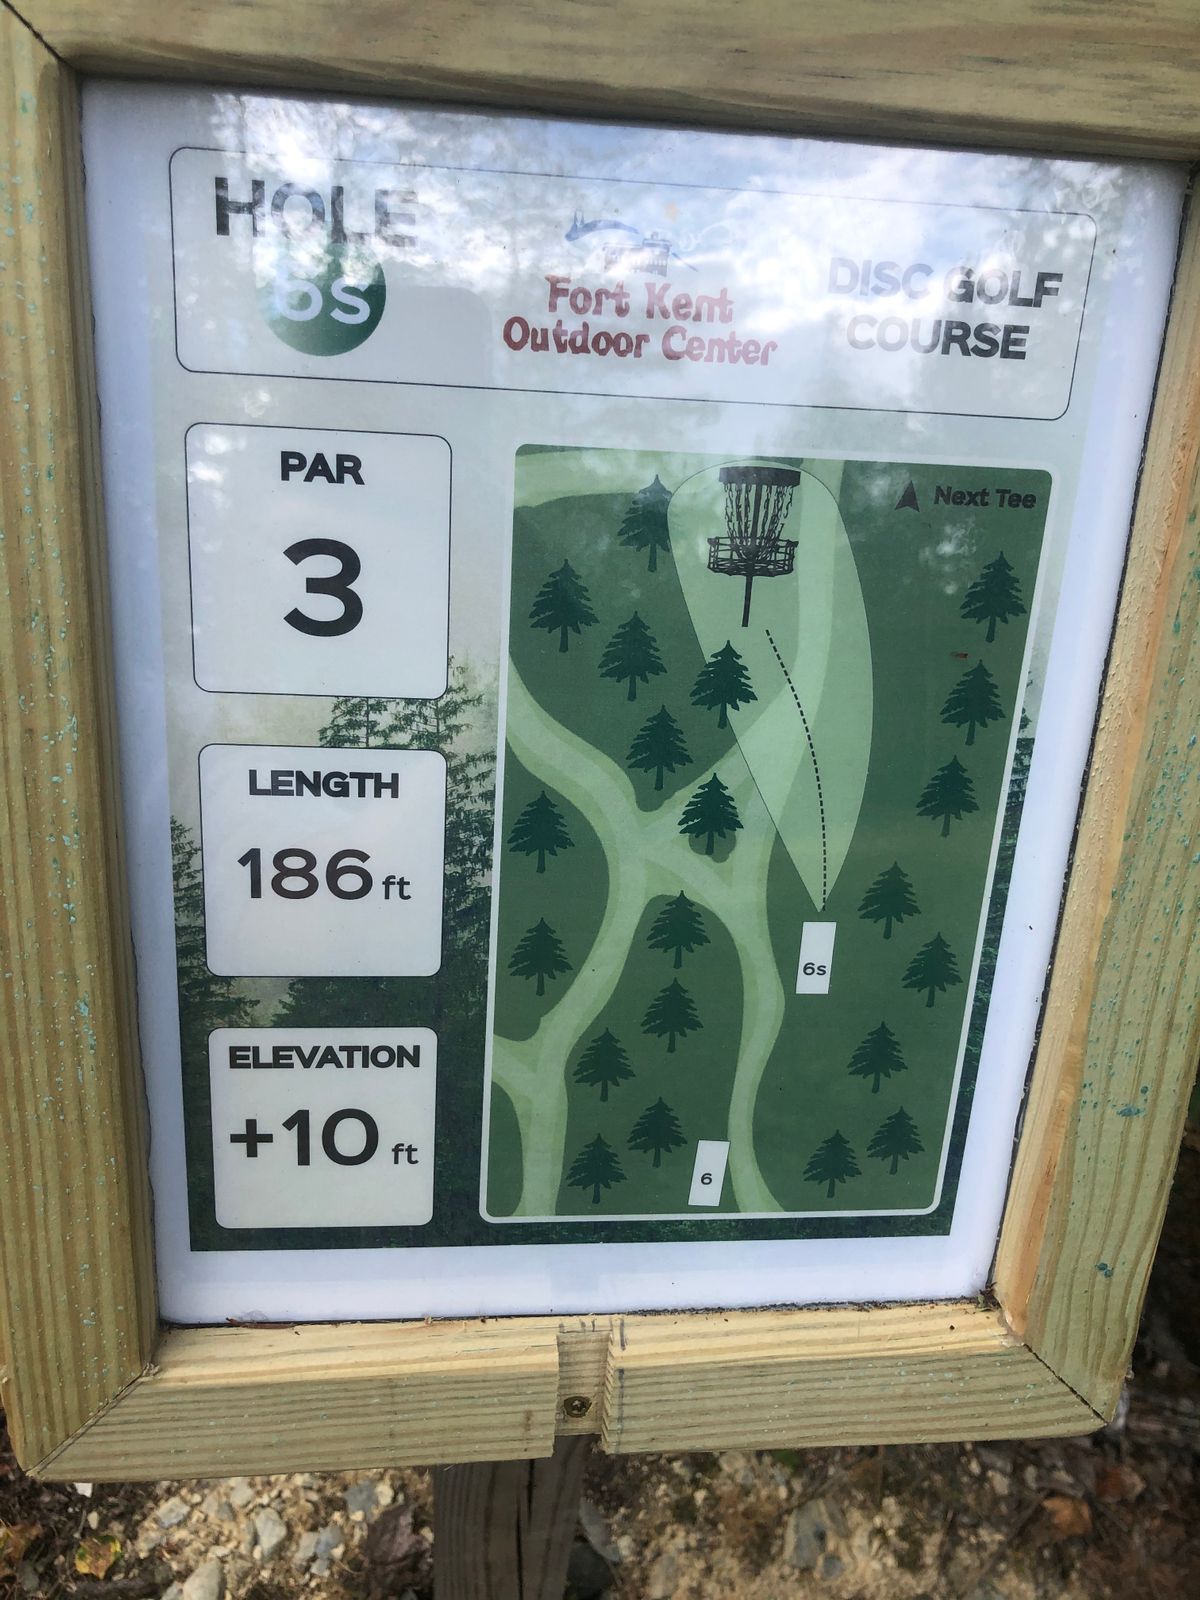 HOLE
6s
Fort Kent
Outdoor Center
DISC GOLF
COURSE
PAR
3
LENGTH
186 ft
ELEVATION
+10 ft
Next Tee
6s
6